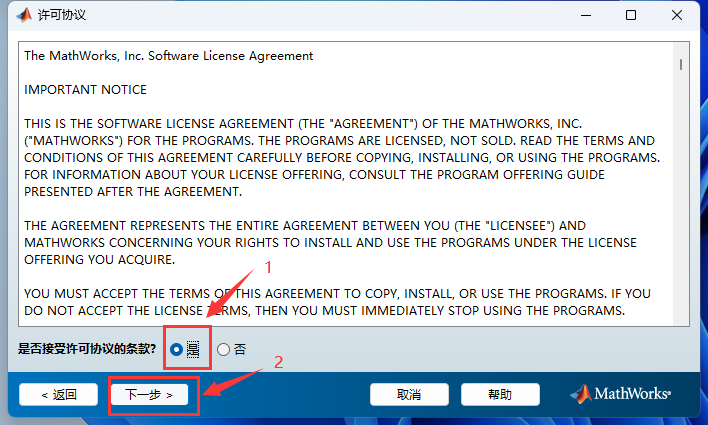 许可协议
The MathWorks, Inc. Software License Agreement
IMPORTANT NOTICE
THIS IS THE SOFTWARE LICENSE AGREEMENT (THE "AGREEMENT") OF THE MATHWORKS, INC.
("MATHWORKS") FOR THE PROGRAMS. THE PROGRAMS ARE LICENSED, NOT SOLD. READ THE TERMS AND
CONDITIONS OF THIS AGREEMENT CAREFULLY BEFORE COPYING, INSTALLING, OR USING THE PROGRAMS.
FOR INFORMATION ABOUT YOUR LICENSE OFFERING, CONSULT THE PROGRAM OFFERING GUIDE
PRESENTED AFTER THE AGREEMENT.
THE AGREEMENT REPRESENTS THE ENTIRE AGREEMENT BETWEEN YOU (THE "LICENSEE") AND
MATHWORKS CONCERNING YOUR RIGHTS TO INSTALL AND USE THE PROGRAMS UNDER THE LICENSE
OFFERING YOU ACQUIRE.
1
YOU MUST ACCEPT THE TERMS OF THIS AGREEMENT TO COPY, INSTALL, OR USE THE PROGRAMS. IF YOU
DO NOT ACCEPT THE LICENSE TERMS, THEN YOU MUST IMMEDIATELY STOP USING THE PROGRAMS.
是否接受许可协议的条款? 是 否
2
< 返回 下一步 > 取消 帮助 MathWorks®